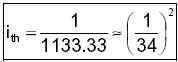 i_th = 1/1133.33 ≈ (1/34)^2